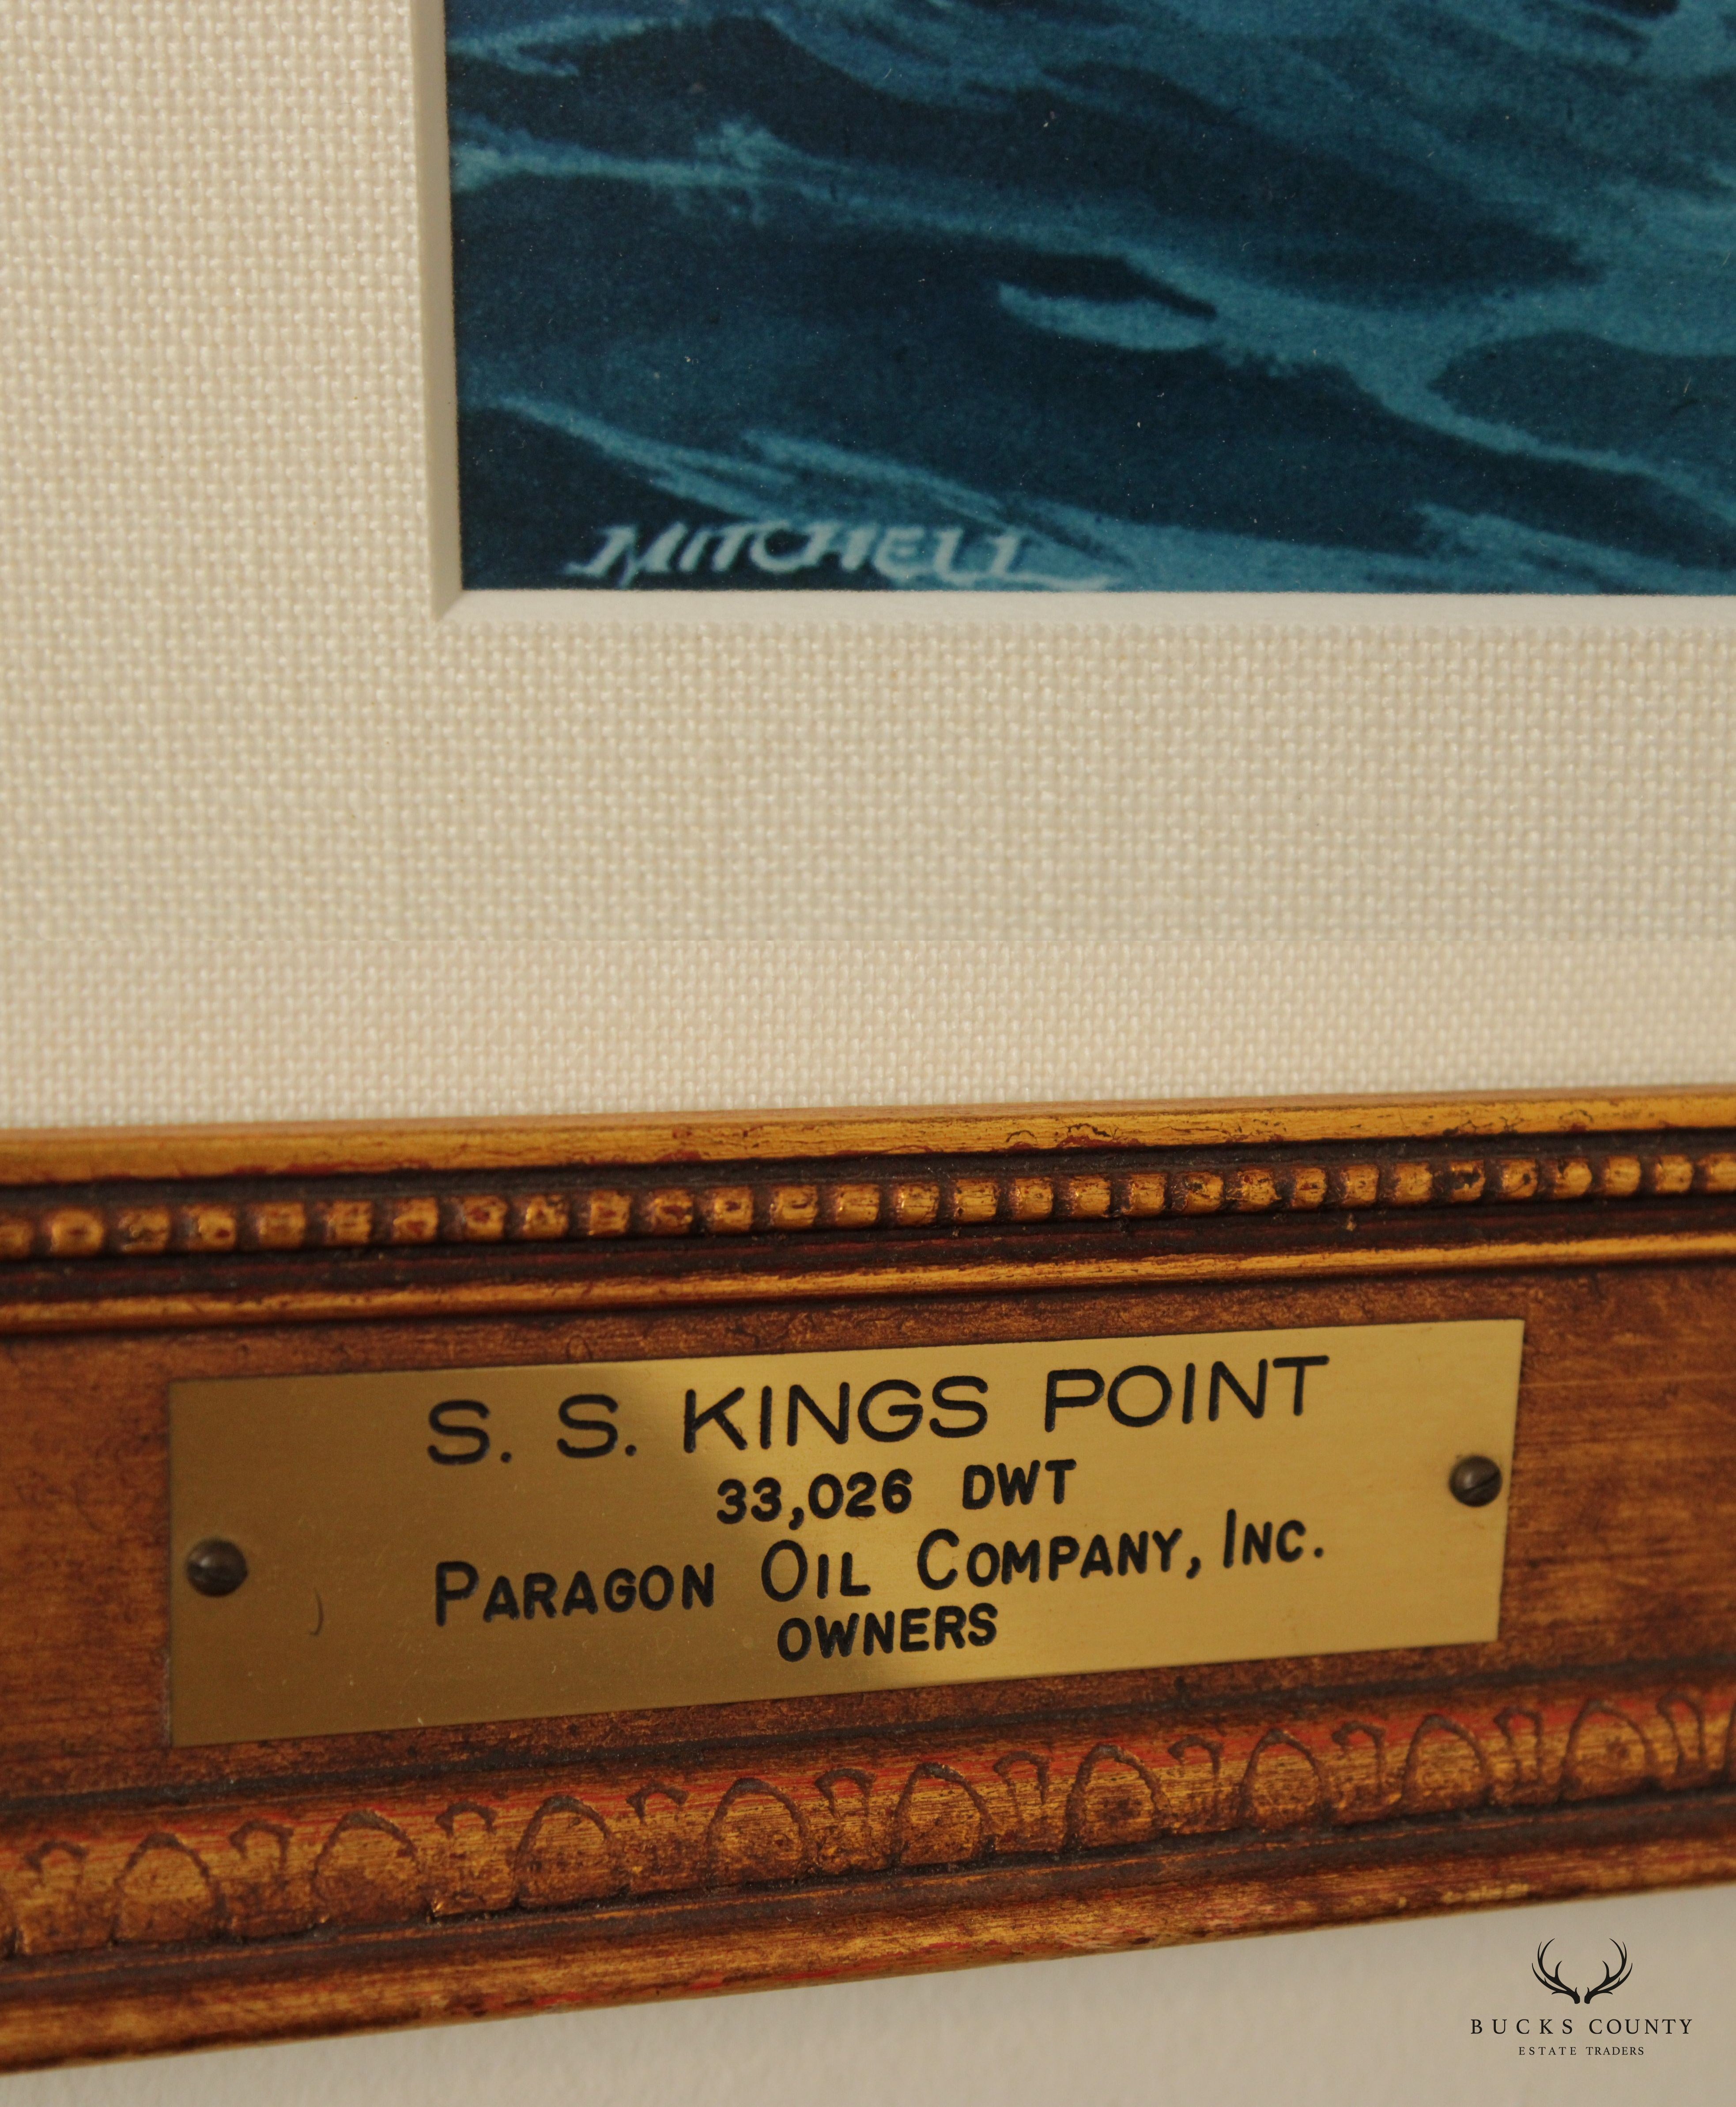 MITCHELL
S. S. KINGS POINT
33,026 DWT
PARAGON OIL COMPANY, INC.
OWNERS
BUCKS COUNTY
ESTATE TRADERS